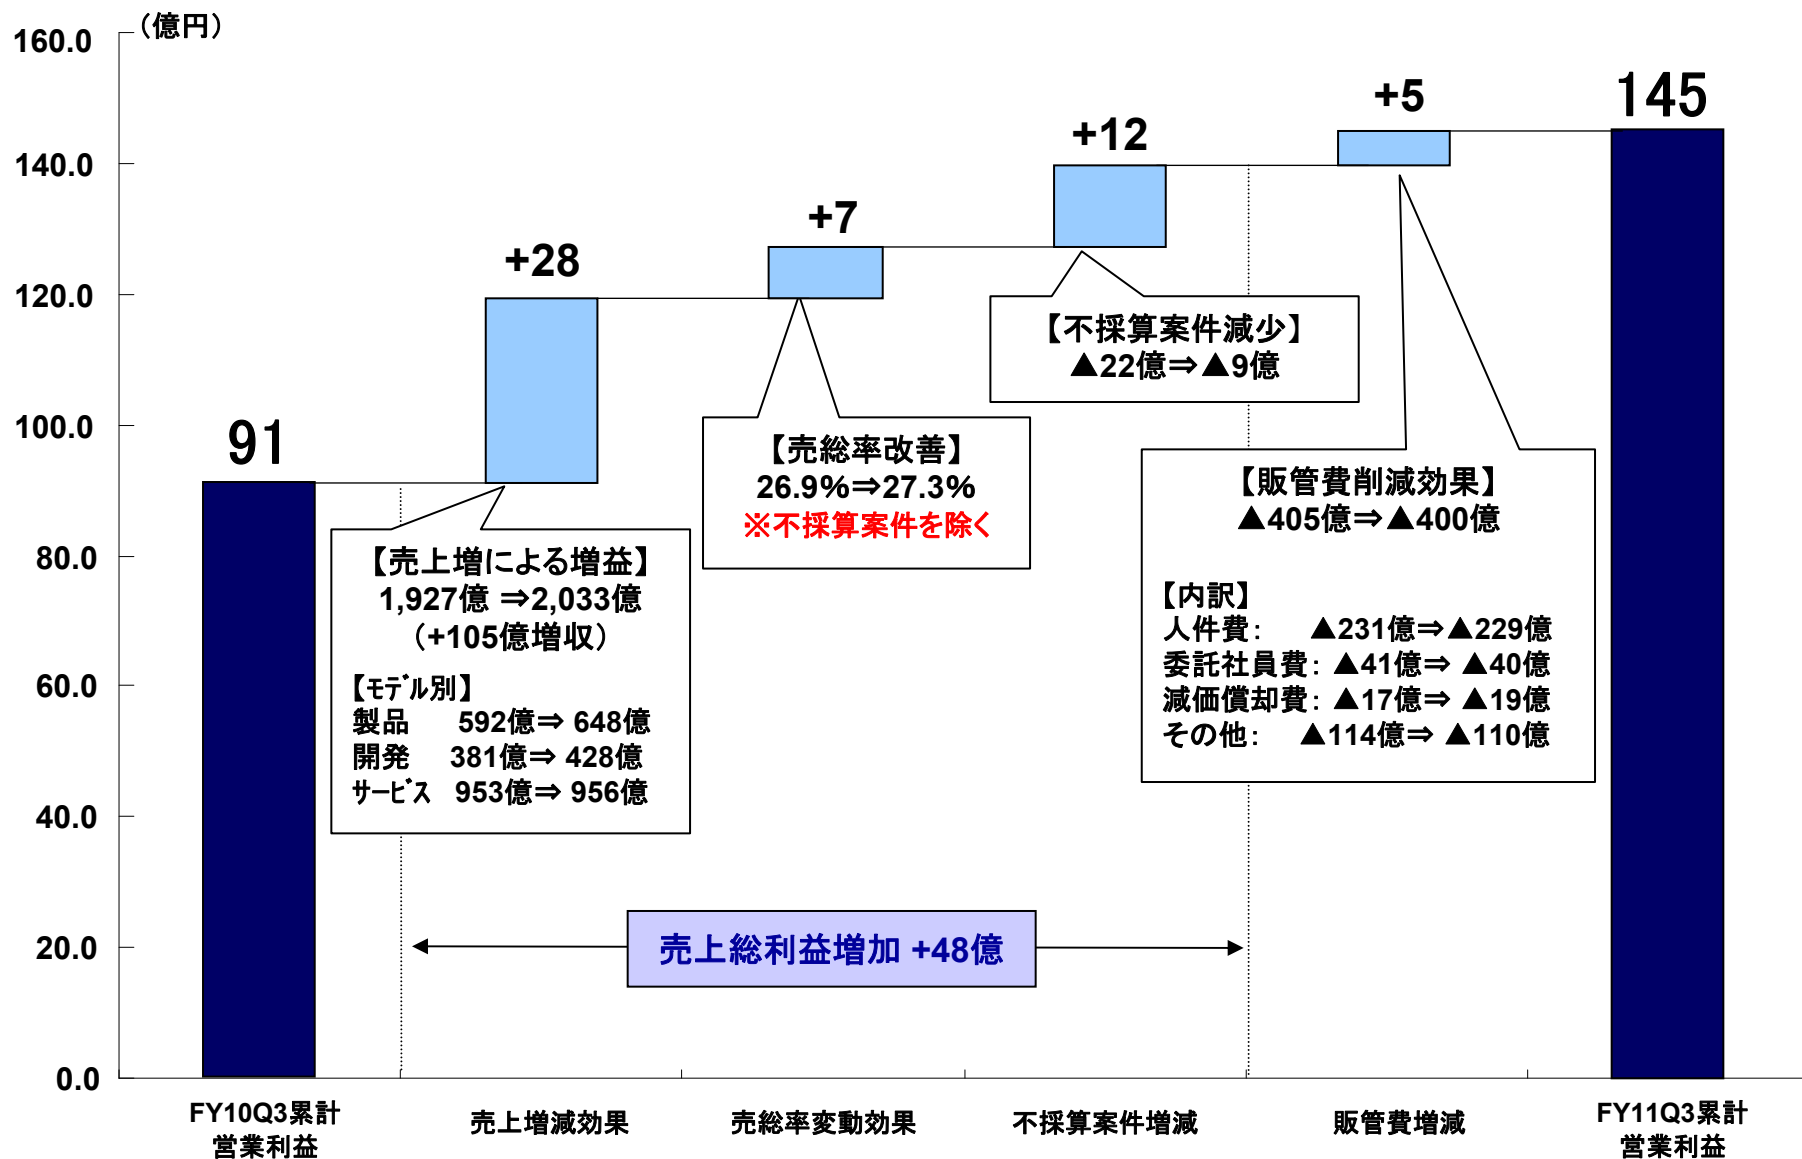 （億円）
160.0
140.0
120.0
100.0
80.0
60.0
40.0
20.0
0.0
91
+28
+7
+12
+5
145
【売上増による増益】
1,927億 ⇒2,033億
（+105億増収）
【ﾓﾃﾞﾙ別】
製品 592億⇒ 648億
開発 381億⇒ 428億
ｻｰﾋﾞｽ 953億⇒ 956億
【売総率改善】
26.9%⇒27.3%
※不採算案件を除く
【不採算案件減少】
▲22億⇒▲9億
【販管費削減効果】
▲405億⇒▲400億
【内訳】
人件費： ▲231億⇒▲229億
委託社員費： ▲41億⇒ ▲40億
減価償却費： ▲17億⇒ ▲19億
その他： ▲114億⇒ ▲110億
売上総利益増加 +48億
FY10Q3累計
営業利益
売上増減効果
売総率変動効果
不採算案件増減
販管費増減
FY11Q3累計
営業利益